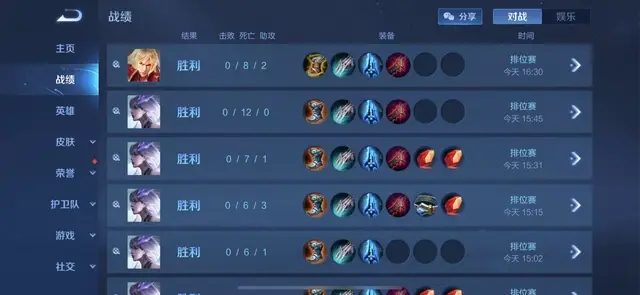 战绩
分享
对战
娱乐
主页
战绩
英雄
皮肤
荣誉
护卫队
游戏
社交
结果 击败 死亡 助攻 装备 时间
胜利 0 / 8 / 2 排位赛
今天 16:30
胜利 0 / 12 / 0 排位赛
今天 15:45
胜利 0 / 7 / 1 排位赛
今天 15:31
胜利 0 / 6 / 3 排位赛
今天 15:15
胜利 0 / 6 / 1 排位赛
今天 15:02
排位赛